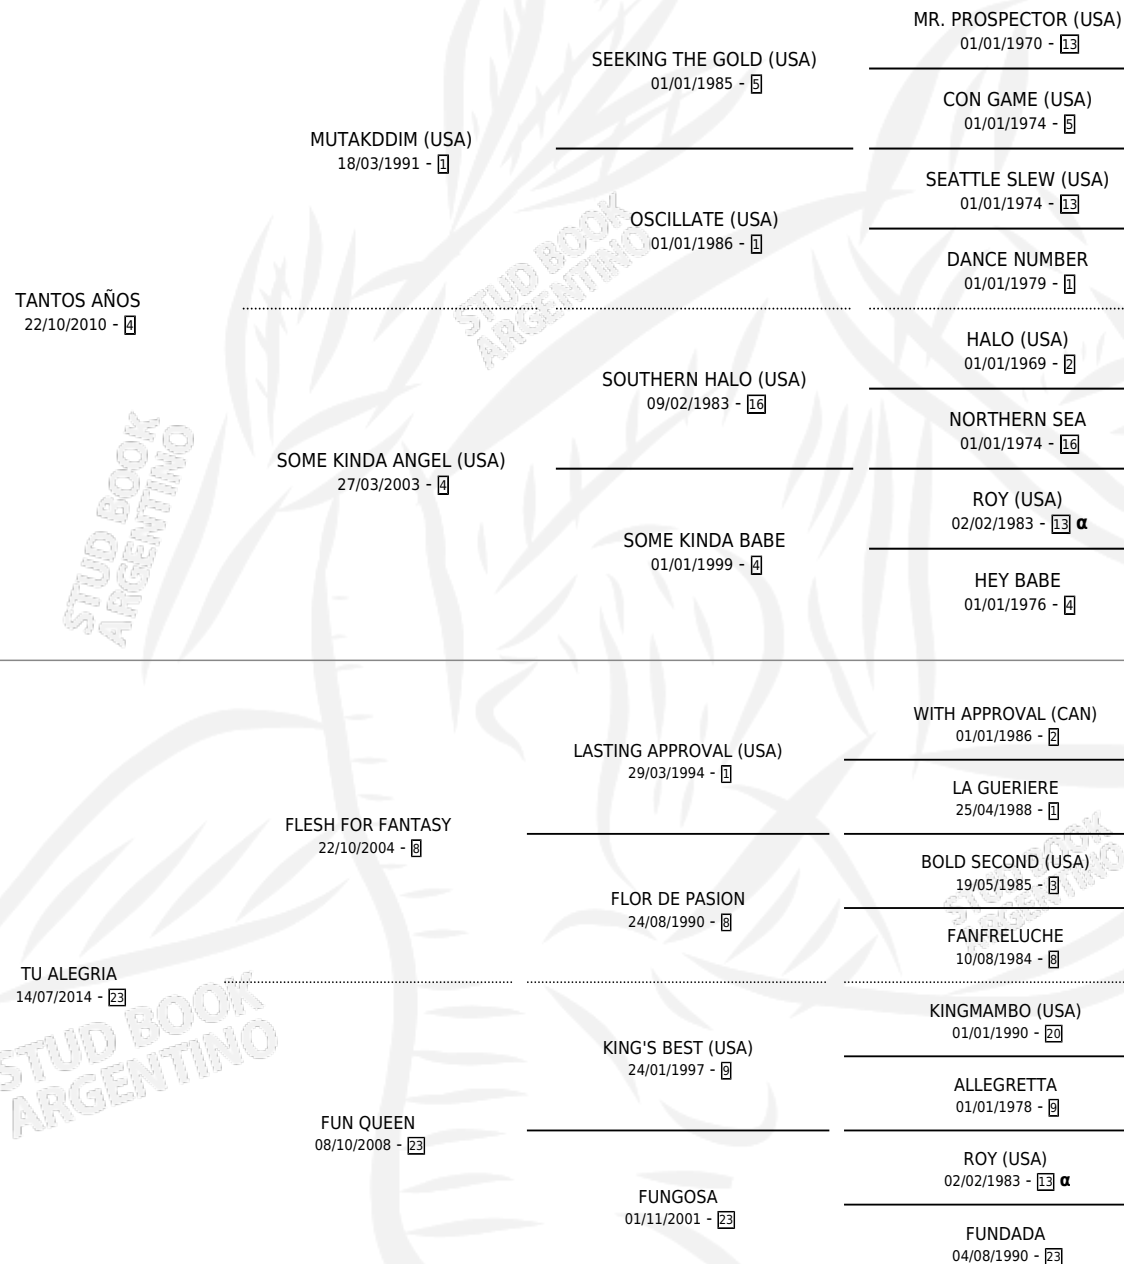 MR. PROSPECTOR (USA)
01/01/1970 - 13
SEEKING THE GOLD (USA)
01/01/1985 - 5
CON GAME (USA)
01/01/1974 - 5
MUTAKDDIM (USA)
18/03/1991 - 1
SEATTLE SLEW (USA)
01/01/1974 - 13
OSCILLATE (USA)
01/01/1986 - 1
DANCE NUMBER
01/01/1979 - 1
STUD BOOK
ARGENTINO
TANTOS AÑOS
22/10/2010 - 4
HALO (USA)
01/01/1969 - 2
SOUTHERN HALO (USA)
09/02/1983 - 16
NORTHERN SEA
01/01/1974 - 16
SOME KINDA ANGEL (USA)
27/03/2003 - 4
ROY (USA)
02/02/1983 - 13 α
SOME KINDA BABE
01/01/1999 - 4
HEY BABE
01/01/1976 - 4
STUD BOOK
ARGENTINO
WITH APPROVAL (CAN)
01/01/1986 - 2
LASTING APPROVAL (USA)
29/03/1994 - 1
LA GUERIERE
25/04/1988 - 1
FLESH FOR FANTASY
22/10/2004 - 8
BOLD SECOND (USA)
19/05/1985 - 3
FLOR DE PASION
24/08/1990 - 8
FANFRELUCHE
10/08/1984 - 8
STUD BOOK
ARGENTINO
TU ALEGRIA
14/07/2014 - 23
KINGMAMBO (USA)
01/01/1990 - 20
KING'S BEST (USA)
24/01/1997 - 9
ALLEGRETTA
01/01/1978 - 9
STUD BOOK
ARGENTINO
FUN QUEEN
08/10/2008 - 23
ROY (USA)
02/02/1983 - 13 α
FUNGOSA
01/11/2001 - 23
FUNDADA
04/08/1990 - 23